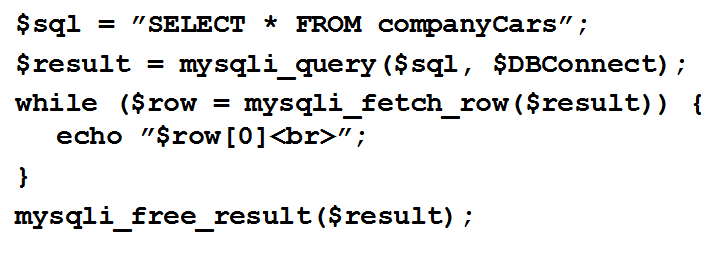 $sql = ″SELECT * FROM companyCars″;
$result = mysqli_query($sql, $DBConnect);
while ($row = mysqli_fetch_row($result)) {
echo ″$row[0]<br>″;
}
mysqli_free_result($result);